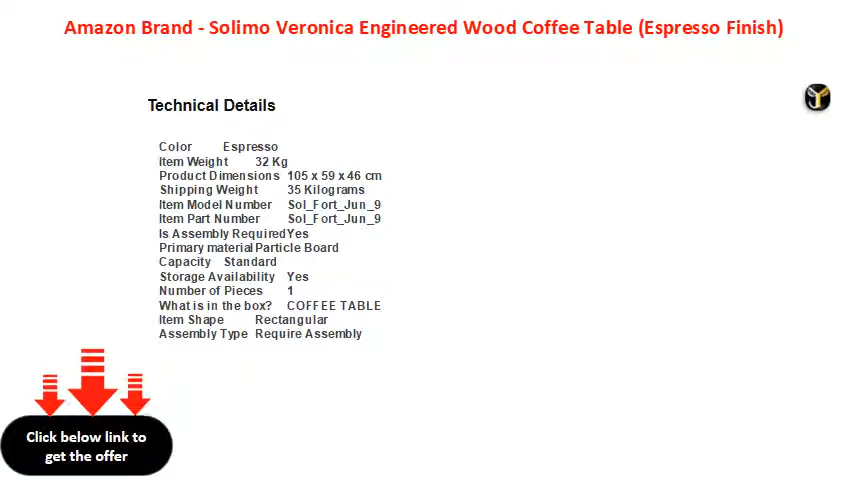 Amazon Brand - Solimo Veronica Engineered Wood Coffee Table (Espresso Finish)
Technical Details
Color Espresso
Item Weight 32 Kg
Product Dimensions 105 x 59 x 46 cm
Shipping Weight 35 Kilograms
Item Model Number Sol_Fort_Jun_9
Item Part Number Sol_Fort_Jun_9
Is Assembly Required Yes
Primary material Particle Board
Capacity Standard
Storage Availability Yes
Number of Pieces 1
What is in the box? COFFEE TABLE
Item Shape Rectangular
Assembly Type Require Assembly
Click below link to
get the offer